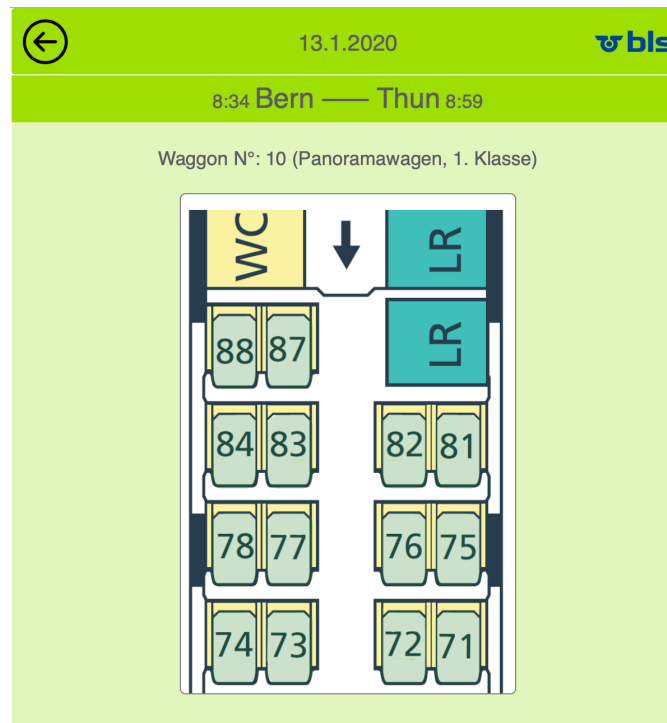 13.1.2020
bls
8:34 Bern —— Thun 8:59
Waggon N°: 10 (Panoramawagen, 1. Klasse)
WC LR
LR
88 87
84 83 82 81
78 77 76 75
74 73 72 71